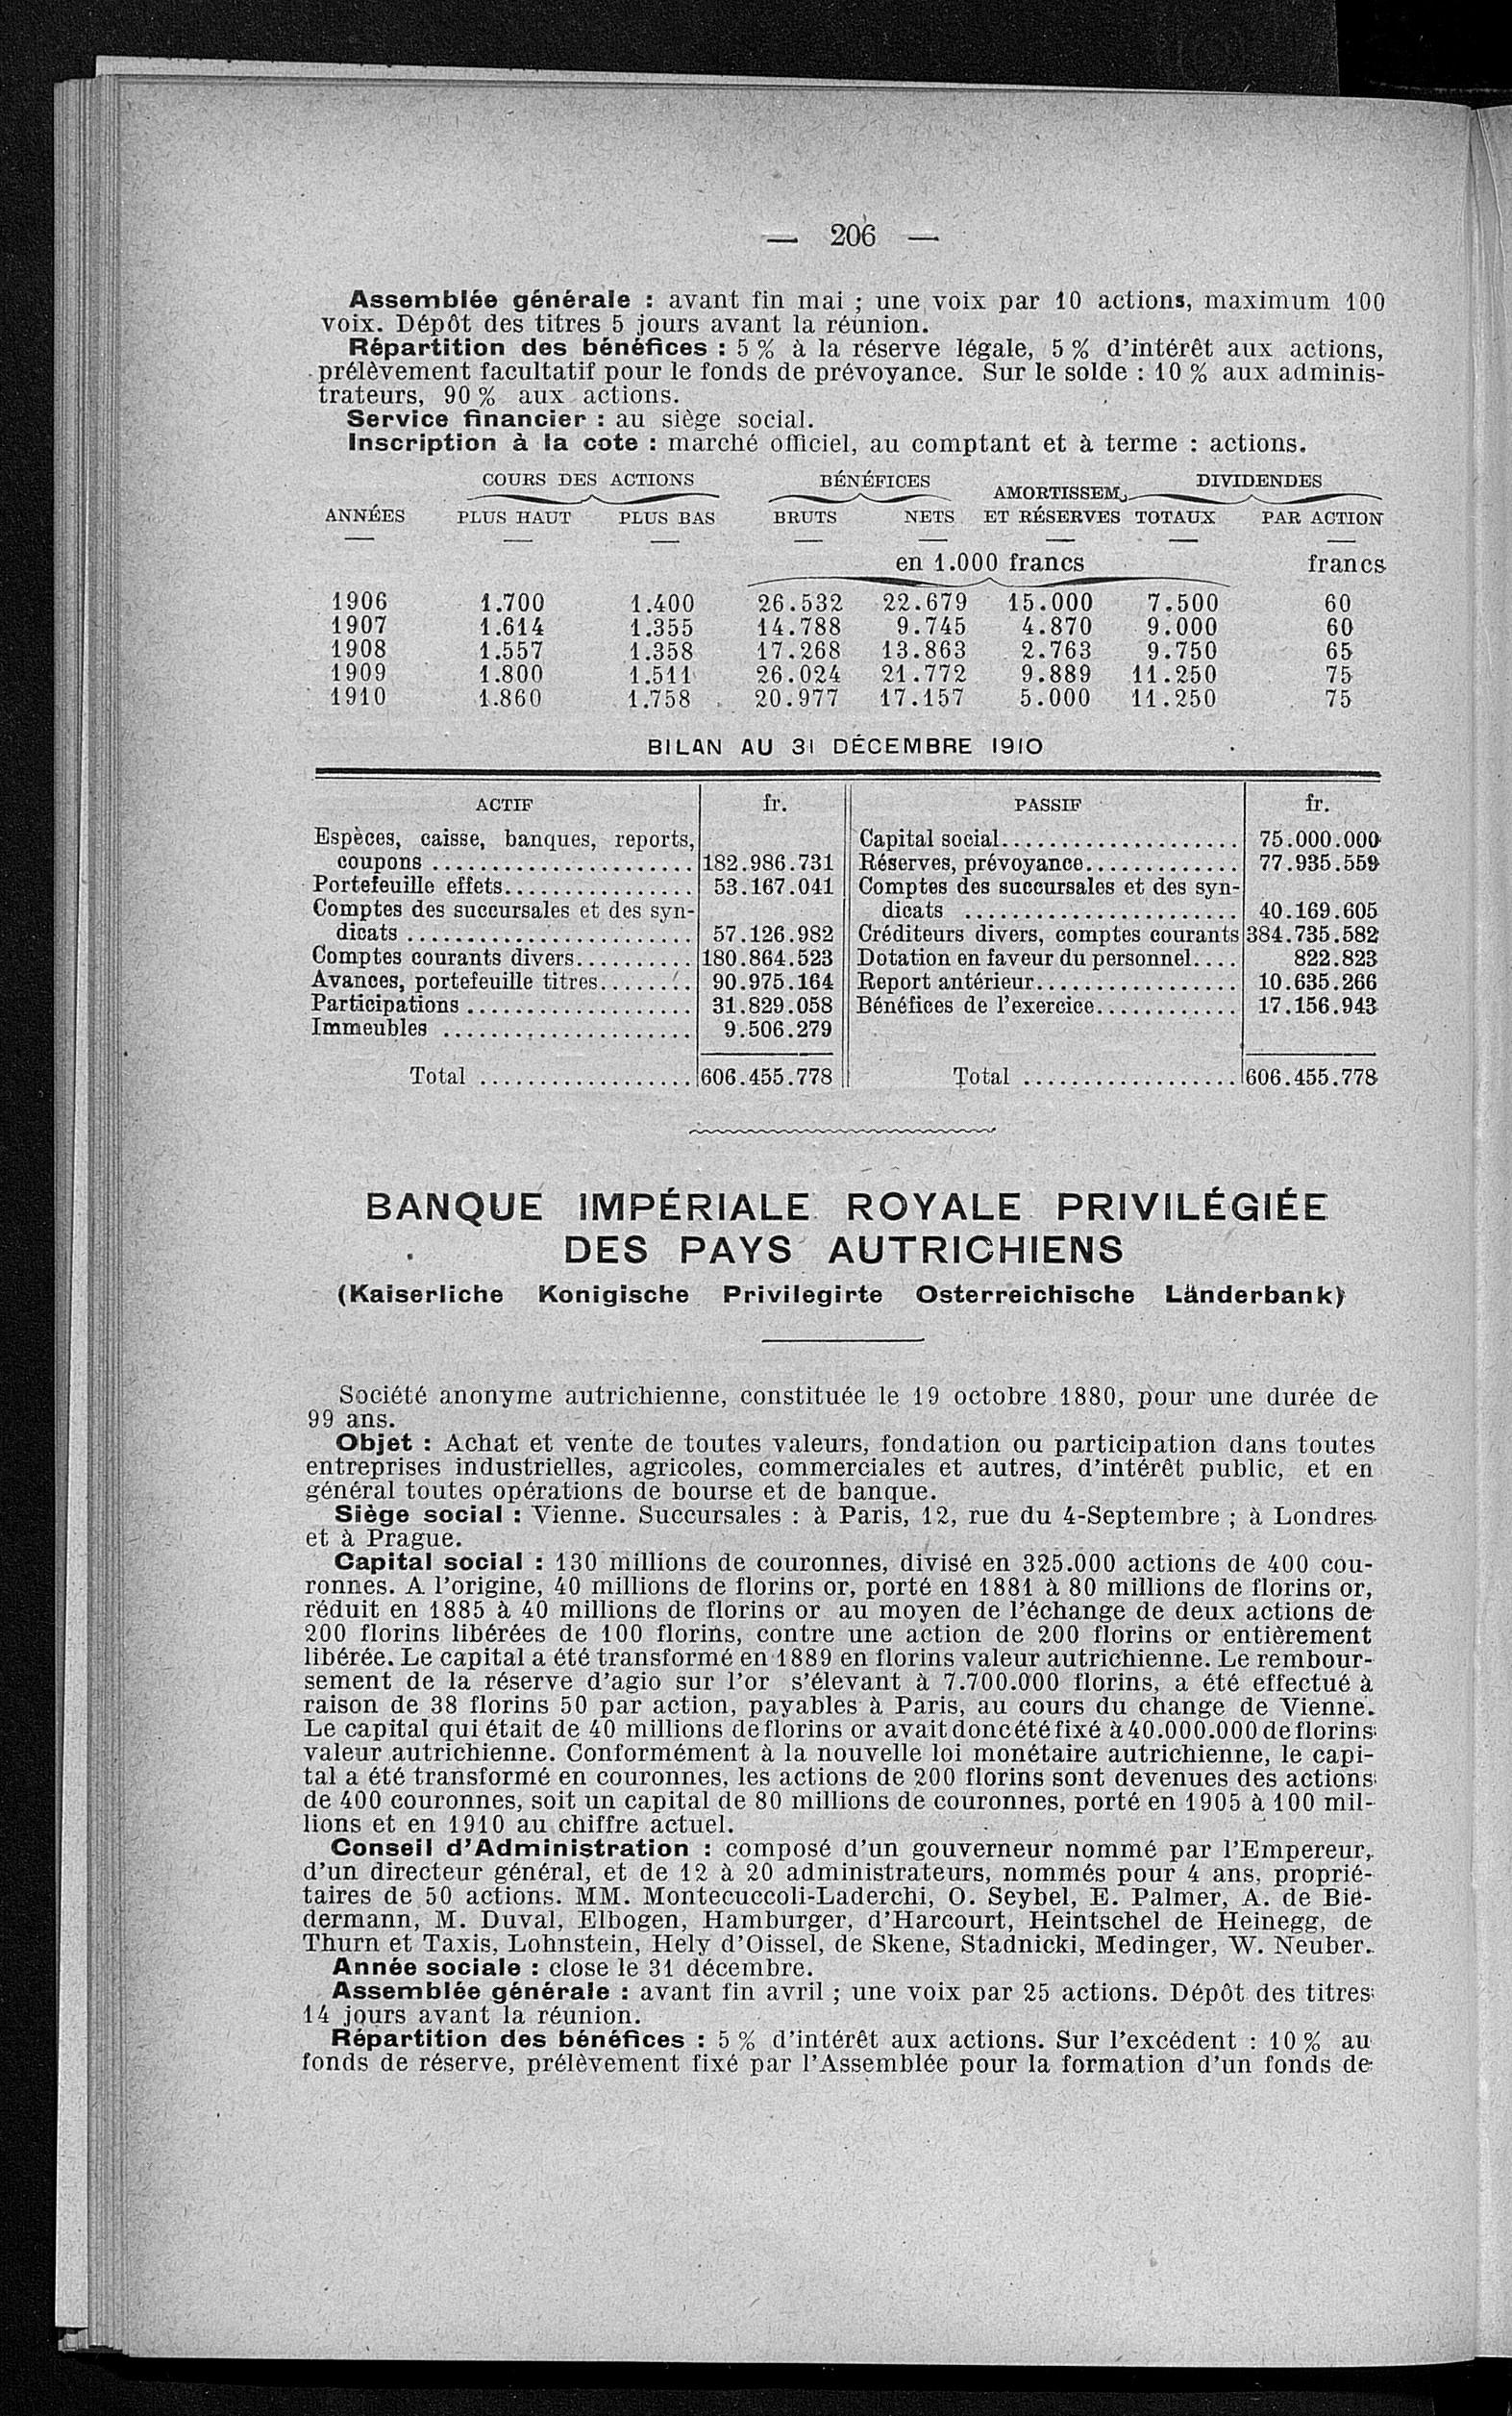 — 206 —
Assemblée générale : avant fin mai ; une voix par 10 actions, maximum 100
voix. Dépôt des titres 5 jours avant la réunion.
Répartition des bénéfices : 5 % à la réserve légale, 5 % d'intérêt aux actions,
prélèvement facultatif pour le fonds de prévoyance. Sur le solde : 10 % aux adminis-
trateurs, 90 % aux actions.
Service financier : au siège social.
Inscription à la cote : marché officiel, au comptant et à terme : actions.
COURS DES ACTIONS BÉNÉFICES AMORTISSEM. DIVIDENDES
ANNÉES PLUS HAUT PLUS BAS BRUTS NETS ET RÉSERVES TOTAUX PAR ACTION
en 1.000 francs francs
1906 1.700 1.400 26.532 22.679 15.000 7.500 60
1907 1.614 1.355 14.788 9.745 4.870 9.000 60
1908 1.557 1.358 17.268 13.863 2.763 9.750 65
1909 1.800 1.511 26.024 21.772 9.889 11.250 75
1910 1.860 1.758 20.977 17.157 5.000 11.250 75
BILAN AU 31 DÉCEMBRE 1910
ACTIF fr. PASSIF fr.
Espèces, caisse, banques, reports, Capital social.................... 75.000.000
coupons ...................... 182.986.731 Réserves, prévoyance............. 77.935.559
Portefeuille effets................ 53.167.041 Comptes des succursales et des syn-
Comptes des succursales et des syn- dicats ....................... 40.169.605
dicats ........................ 57.126.982 Créditeurs divers, comptes courants 384.735.582
Comptes courants divers.......... 180.864.523 Dotation en faveur du personnel.... 822.823
Avances, portefeuille titres........ 90.975.164 Report antérieur................. 10.635.266
Participations ................... 31.829.058 Bénéfices de l'exercice............ 17.156.943
Immeubles ..................... 9.506.279
Total .................. 606.455.778 Total .................. 606.455.778
BANQUE IMPÉRIALE ROYALE PRIVILÉGIÉE
DES PAYS AUTRICHIENS
(Kaiserliche Konigische Privilegirte Osterreichische Länderbank)
Société anonyme autrichienne, constituée le 19 octobre 1880, pour une durée de
99 ans.
Objet : Achat et vente de toutes valeurs, fondation ou participation dans toutes
entreprises industrielles, agricoles, commerciales et autres, d'intérêt public, et en
général toutes opérations de bourse et de banque.
Siège social : Vienne. Succursales : à Paris, 12, rue du 4-Septembre ; à Londres
et à Prague.
Capital social : 130 millions de couronnes, divisé en 325.000 actions de 400 cou-
ronnes. A l'origine, 40 millions de florins or, porté en 1881 à 80 millions de florins or,
réduit en 1885 à 40 millions de florins or au moyen de l'échange de deux actions de
200 florins libérées de 100 florins, contre une action de 200 florins or entièrement
libérée. Le capital a été transformé en 1889 en florins valeur autrichienne. Le rembour-
sement de la réserve d'agio sur l'or s'élevant à 7.700.000 florins, a été effectué à
raison de 38 florins 50 par action, payables à Paris, au cours du change de Vienne.
Le capital qui était de 40 millions de florins or avait donc été fixé à 40.000.000 de florins
valeur autrichienne. Conformément à la nouvelle loi monétaire autrichienne, le capi-
tal a été transformé en couronnes, les actions de 200 florins sont devenues des actions
de 400 couronnes, soit un capital de 80 millions de couronnes, porté en 1905 à 100 mil-
lions et en 1910 au chiffre actuel.
Conseil d'Administration : composé d'un gouverneur nommé par l'Empereur,
d'un directeur général, et de 12 à 20 administrateurs, nommés pour 4 ans, proprié-
taires de 50 actions. MM. Montecuccoli-Laderchi, O. Seybel, E. Palmer, A. de Bie-
dermann, M. Duval, Elbogen, Hamburger, d'Harcourt, Heintschel de Heinegg, de
Thurn et Taxis, Lohnstein, Hely d'Oissel, de Skene, Stadnicki, Medinger, W. Neuber.
Année sociale : close le 31 décembre.
Assemblée générale : avant fin avril ; une voix par 25 actions. Dépôt des titres
14 jours avant la réunion.
Répartition des bénéfices : 5 % d'intérêt aux actions. Sur l'excédent : 10 % au
fonds de réserve, prélèvement fixé par l'Assemblée pour la formation d'un fonds de